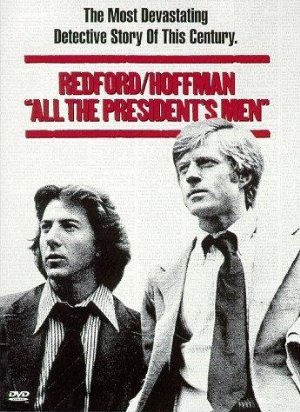 The Most Devastating
Detective Story Of This Century.
REDFORD/HOFFMAN
"ALL THE PRESIDENT'S MEN"
DVD